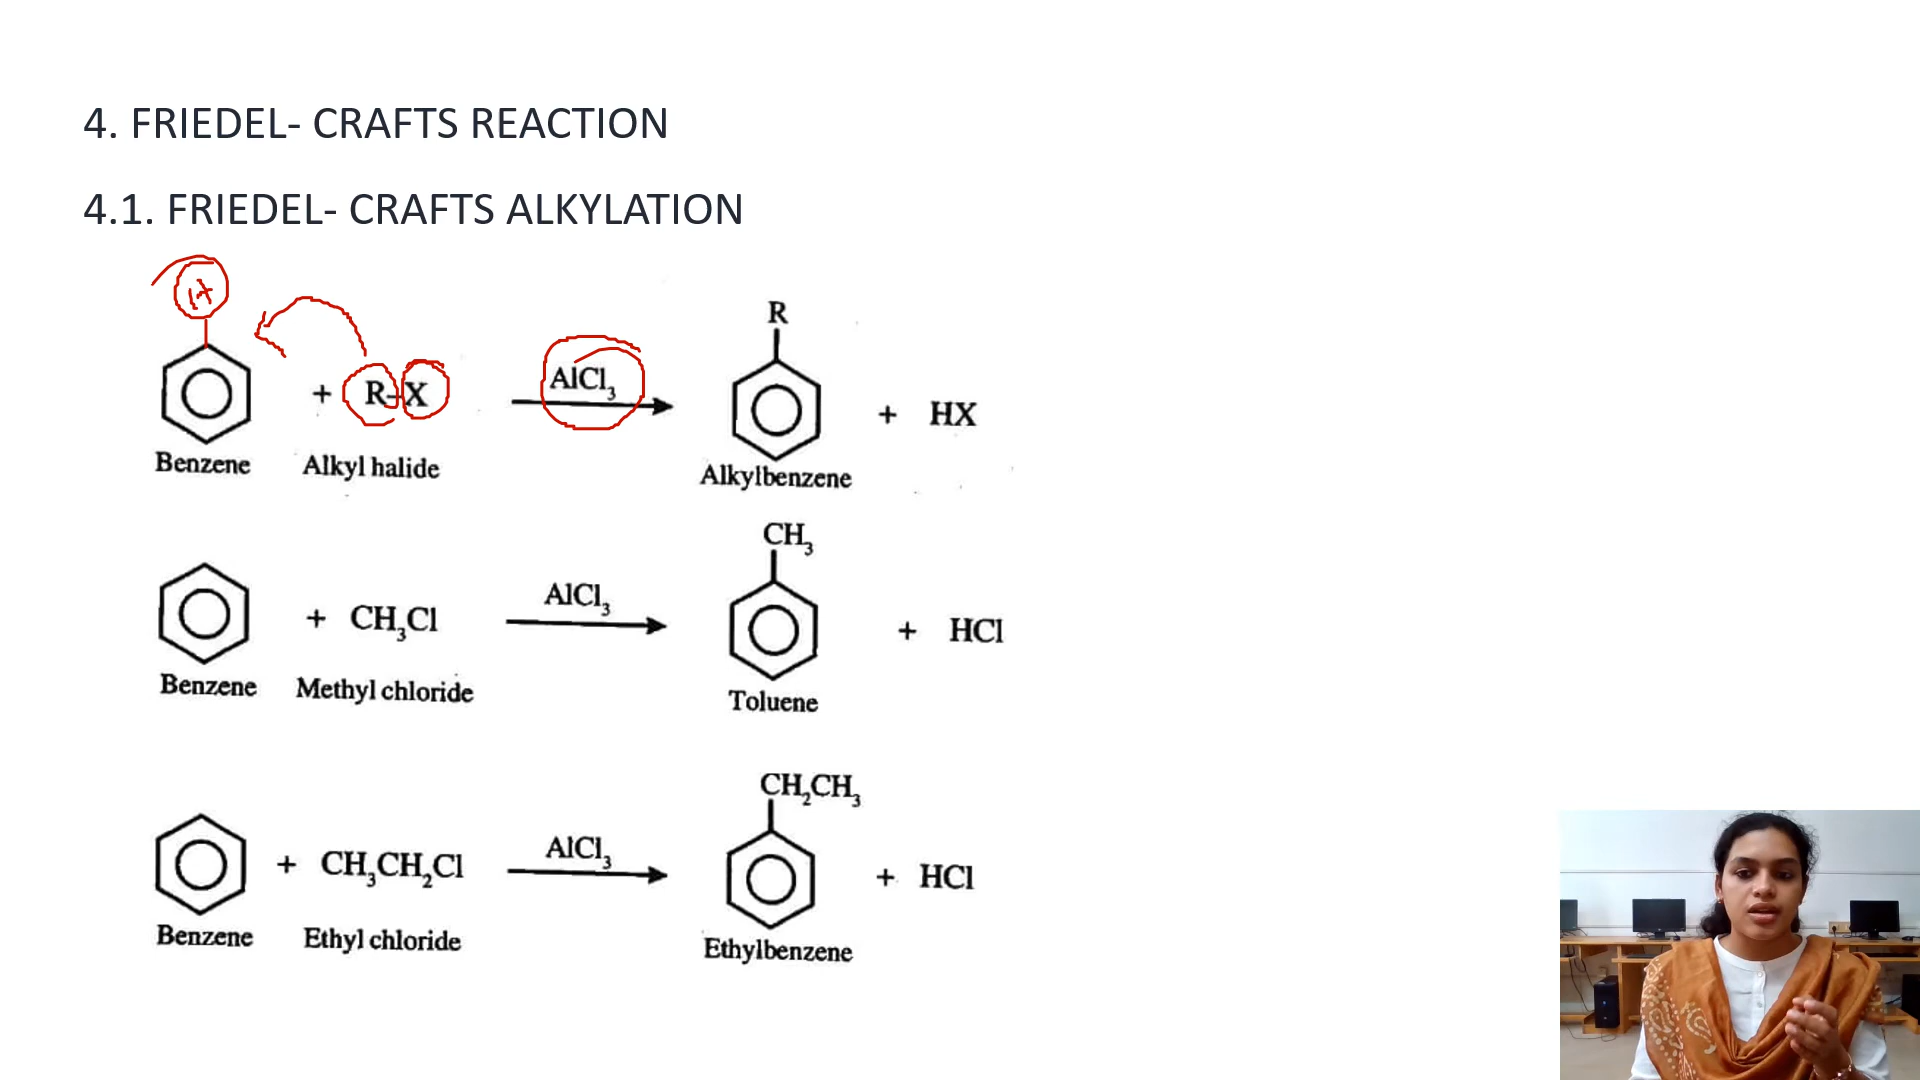 4. FRIEDEL- CRAFTS REACTION
4.1. FRIEDEL- CRAFTS ALKYLATION
H
R
+ R-X AlCl₃ + HX
Benzene Alkyl halide Alkylbenzene
CH₃
+ CH₃Cl AlCl₃ + HCl
Benzene Methyl chloride Toluene
CH₂CH₃
+ CH₃CH₂Cl AlCl₃ + HCl
Benzene Ethyl chloride Ethylbenzene